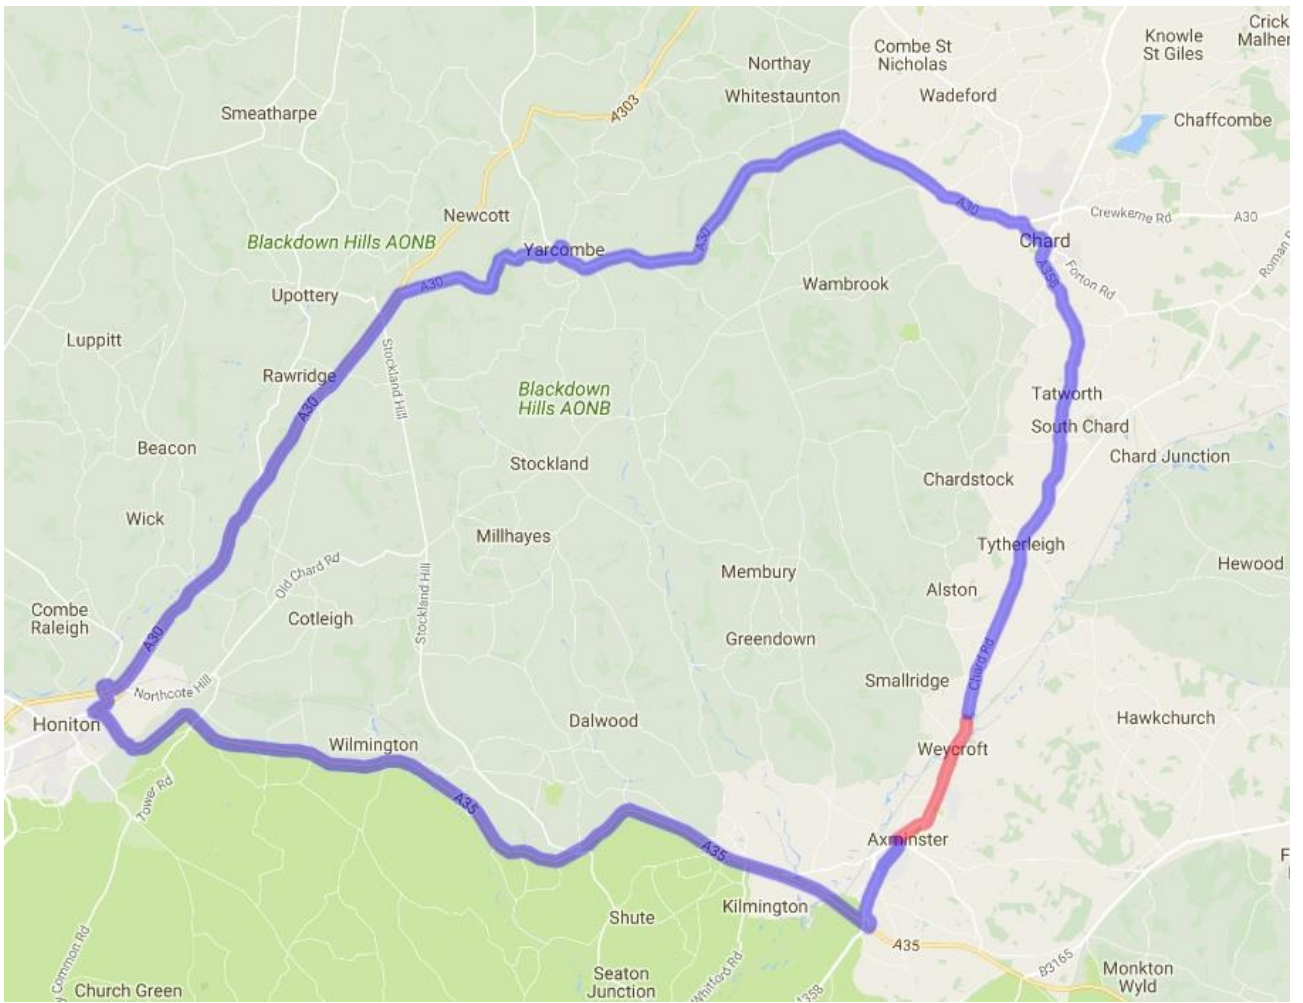 Crick
Malher
Knowle
St Giles
Combe St
Nicholas
Northay
Whitestaunton
Wadeford
A303
Smeatharpe
Chaffcombe
Newcott
A30
Crewkerne Rd
A30
Blackdown Hills AONB
Yarcombe
A30
Chard
A358
Forton Rd
Roman
Upottery
A30
Wambrook
Luppitt
Stockland Hill
Rawridge
Blackdown
Hills AONB
Tatworth
A30
South Chard
Beacon
Stockland
Chard Junction
Chardstock
Wick
Millhayes
Tytherleigh
Old Chard Rd
Membury
Hewood
Stockland Hill
Alston
Combe
Raleigh
Cotleigh
A30
Greendown
Chard Rd
Smallridge
Northcote Hill
Honiton
Dalwood
Hawkchurch
Wilmington
Weycroft
Tower Rd
A35
Axminster
A35
F
Kilmington
Shute
A35
y Common Rd
Whitford Rd
B3165
Seaton
Junction
Monkton
Wyld
Church Green
A358